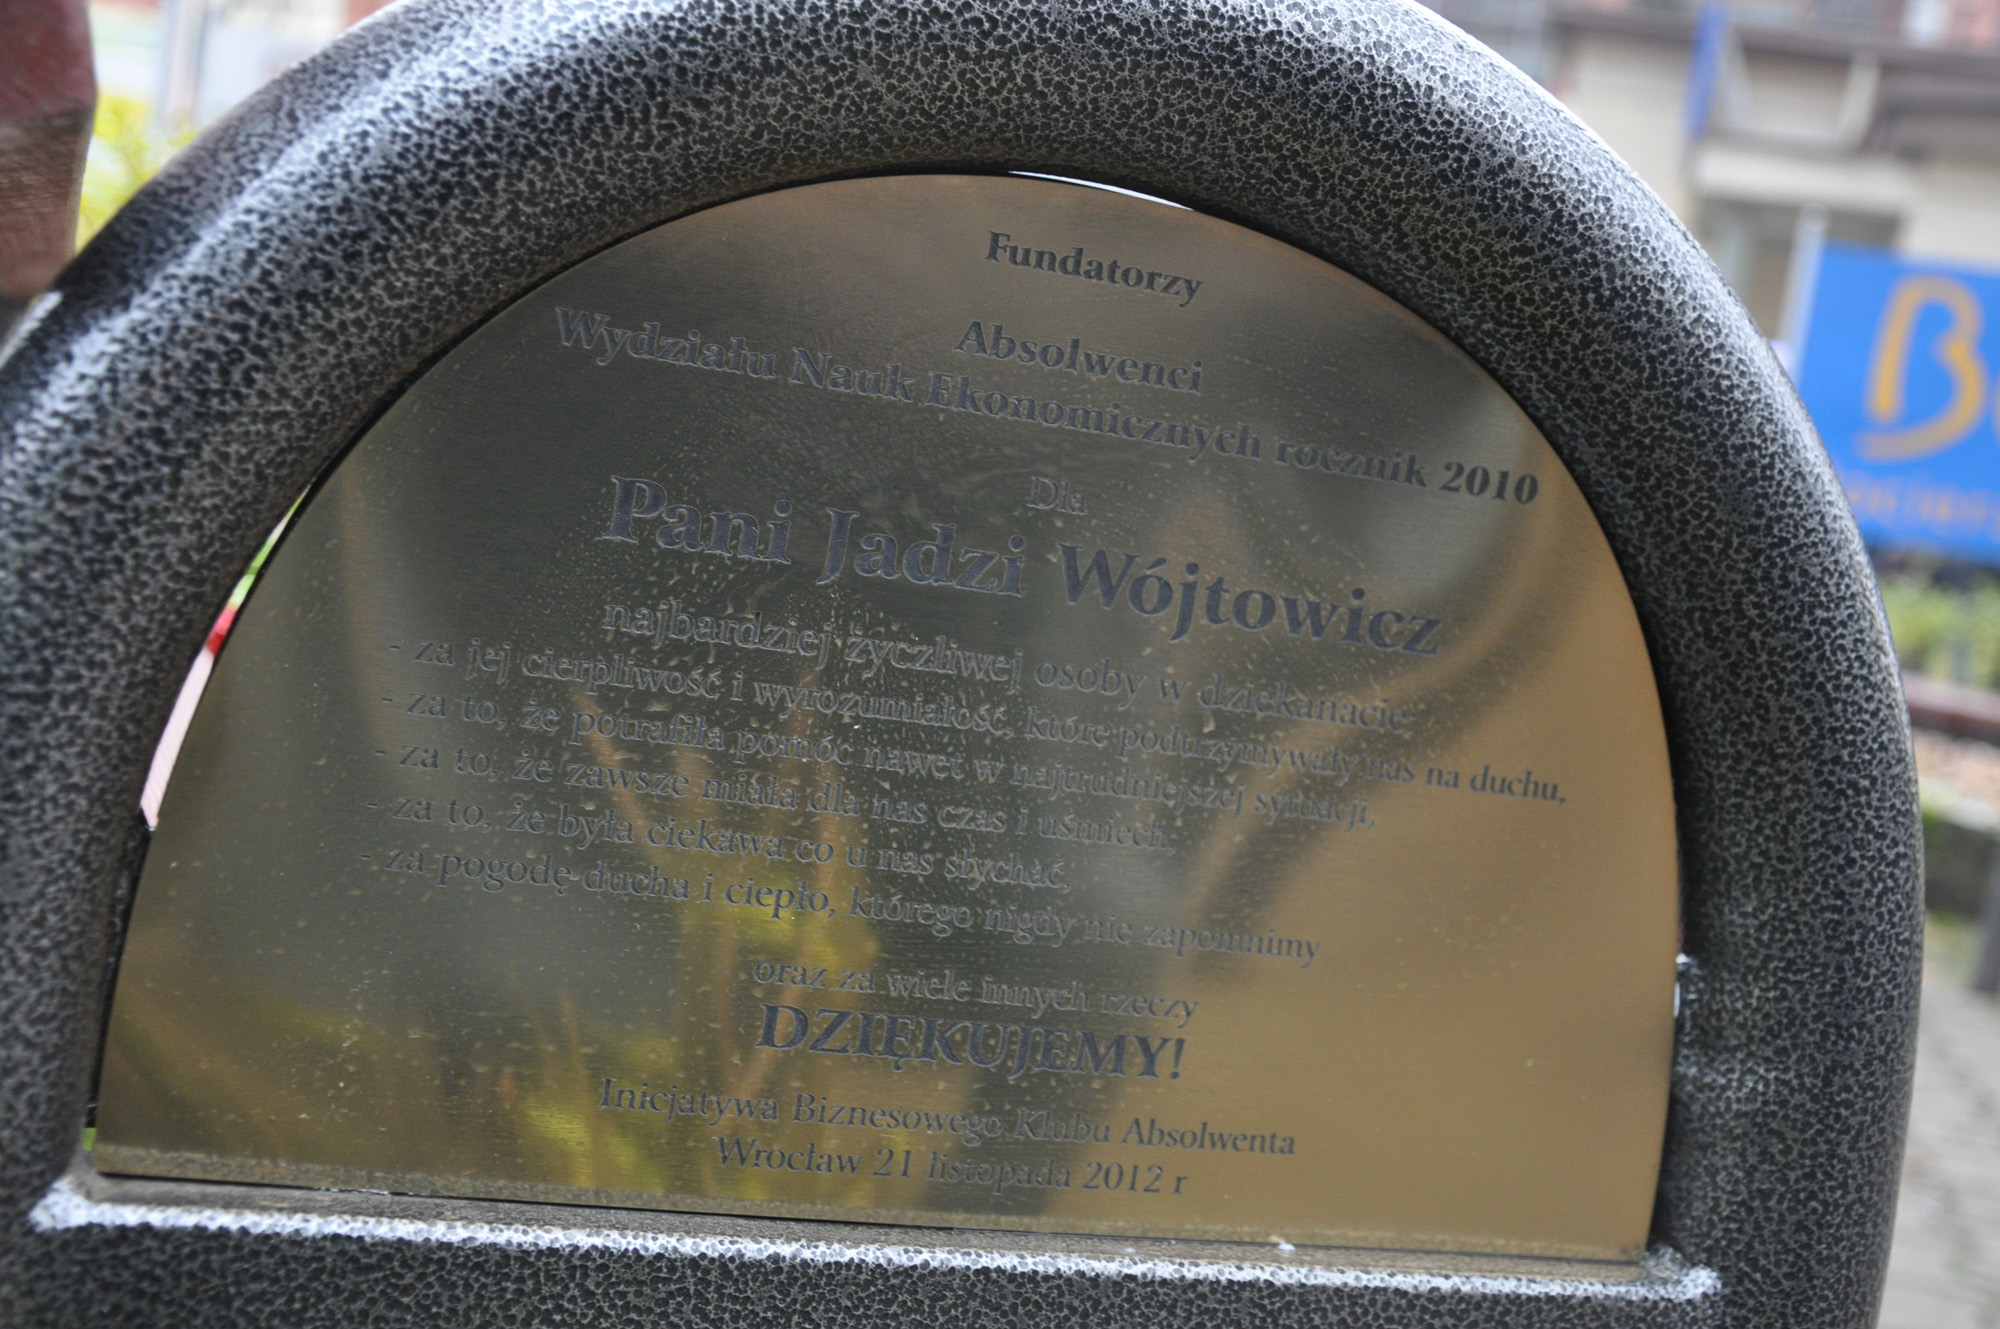 Fundatorzy
Absolwenci
Wydziału Nauk Ekonomicznych rocznik 2010
Dla
Pani Jadzi Wójtowicz
najbardziej życzliwej osoby w dziekanacie:
- za jej cierpliwość i wyrozumiałość, które podtrzymywały nas na duchu,
- za to, że potrafiła pomóc nawet w najtrudniejszej sytuacji,
- za to, że zawsze miała dla nas czas i uśmiech,
- za to, że była ciekawa co u nas słychać,
- za pogodę ducha i ciepło, którego nigdy nie zapomnimy
oraz za wiele innych rzeczy
DZIĘKUJEMY!
Inicjatywa Biznesowego Klubu Absolwenta
Wrocław 21 listopada 2012 r